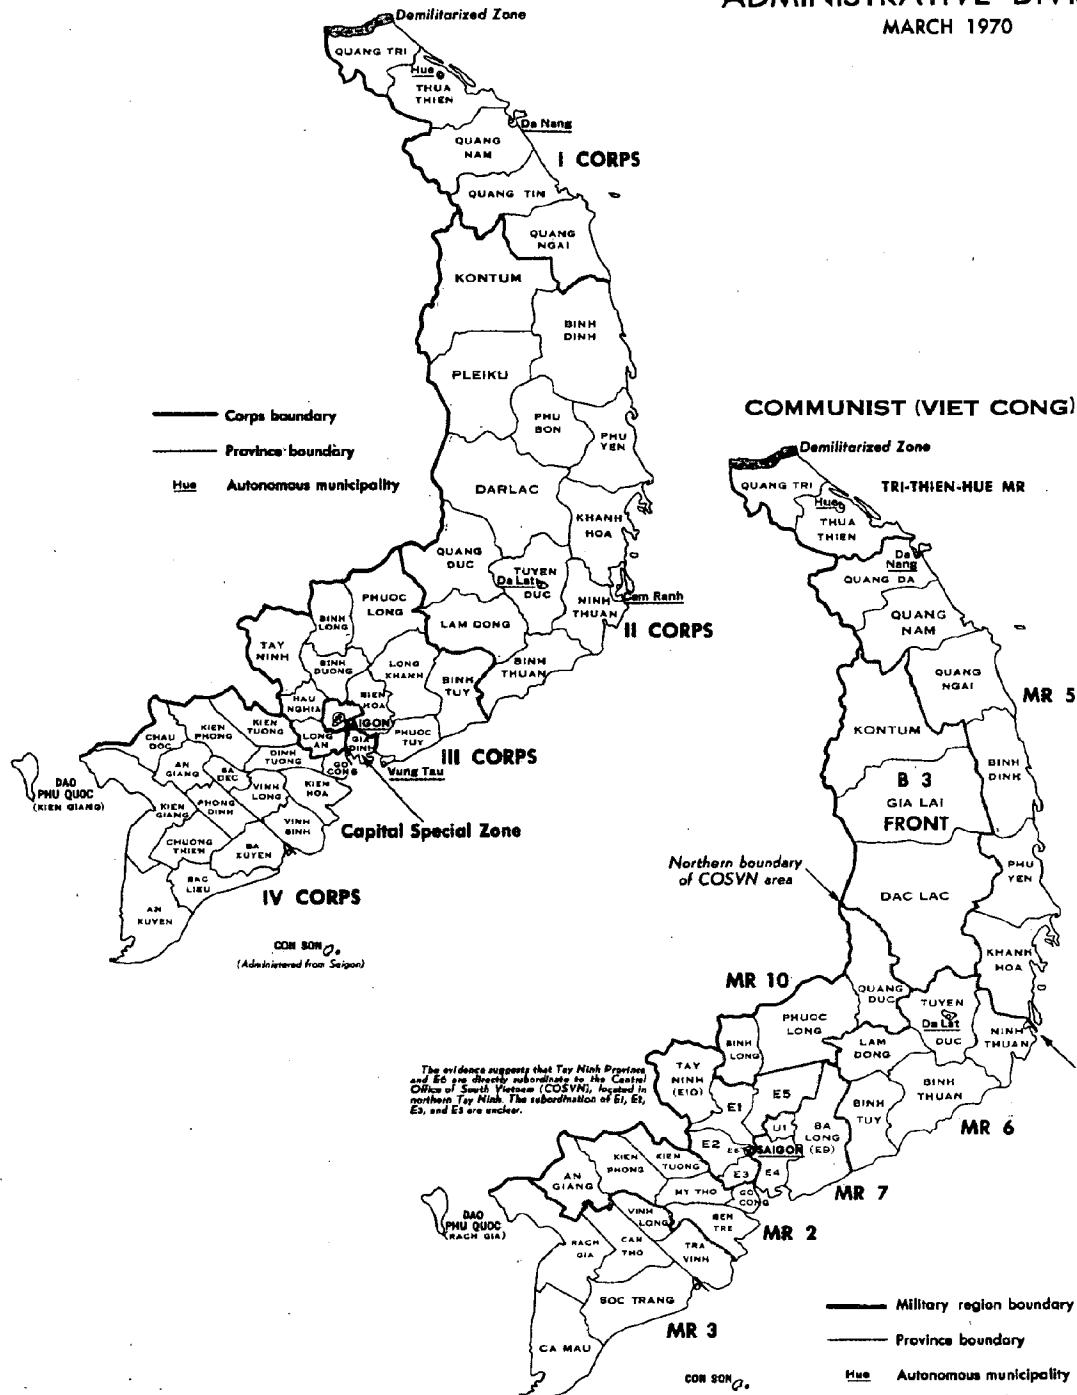 MARCH 1970
Demilitarized Zone
QUANG TRI
Hue
THUA
THIEN
Da Nang
QUANG
NAM
I CORPS
QUANG TIN
QUANG
NGAI
KONTUM
BINH
DINH
PLEIKU
PHU
BON
PHU
YEN
Corps boundary
Province boundary
Hue Autonomous municipality
DARLAC
KHANH
HOA
QUANG
DUC
TUYEN
Da Lat
DUC
Cam Ranh
NINH
THUAN
II CORPS
PHUOC
LONG
BINH
LONG
LAM DONG
TAY
NINH
BINH
THUAN
BINH
DUONG
LONG
KHANH
BINH
TUY
HAU
NGHIA
BIEN
HOA
SAIGON
LONG
AN
GIA
DINH
PHUOC
TUY
III CORPS
Vung Tau
Capital Special Zone
KIEN
TUONG
KIEN
PHONG
CHAU
DOC
DINH
TUONG
GO
CONG
AN
GIANG
SA
DEC
VINH
LONG
KIEN
HOA
DAO
PHU QUOC
(KIEN GIANG)
KIEN
GIANG
PHONG
DINH
VINH
BINH
CHUONG
THIEN
BA
XUYEN
BAC
LIEU
IV CORPS
AN
XUYEN
CON SON
(Administered from Saigon)
COMMUNIST (VIET CONG)
Demilitarized Zone
QUANG TRI
TRI-THIEN-HUE MR
Hue
THUA
THIEN
Da
Nang
QUANG DA
QUANG
NAM
QUANG
NGAI
MR 5
KONTUM
BINH
DINH
B 3
GIA LAI
FRONT
Northern boundary
of COSVN area
PHU
YEN
DAC LAC
KHANH
HOA
MR 10
QUANG
DUC
TUYEN
Da Lat
DUC
PHUOC
LONG
NINH
THUAN
BINH
LONG
LAM
DONG
TAY
NINH
(E10)
BINH
THUAN
The evidence suggests that Tay Ninh Province
and E6 are directly subordinate to the Central
Office of South Vietnam (COSVN), located in
northern Tay Ninh. The subordination of E1, E2,
E3, and E5 are unclear.
E1
E5
BINH
TUY
U1
BA
LONG
(E9)
MR 6
E2
E6
SAIGON
E3
E4
MR 7
KIEN
PHONG
KIEN
TUONG
AN
GIANG
MY THO
GO
CONG
DAO
PHU QUOC
(RACH GIA)
VINH
LONG
BEN
TRE
MR 2
RACH
GIA
CAN
THO
TRA
VINH
SOC TRANG
MR 3
CA MAU
CON SON
Military region boundary
Province boundary
Hue Autonomous municipality